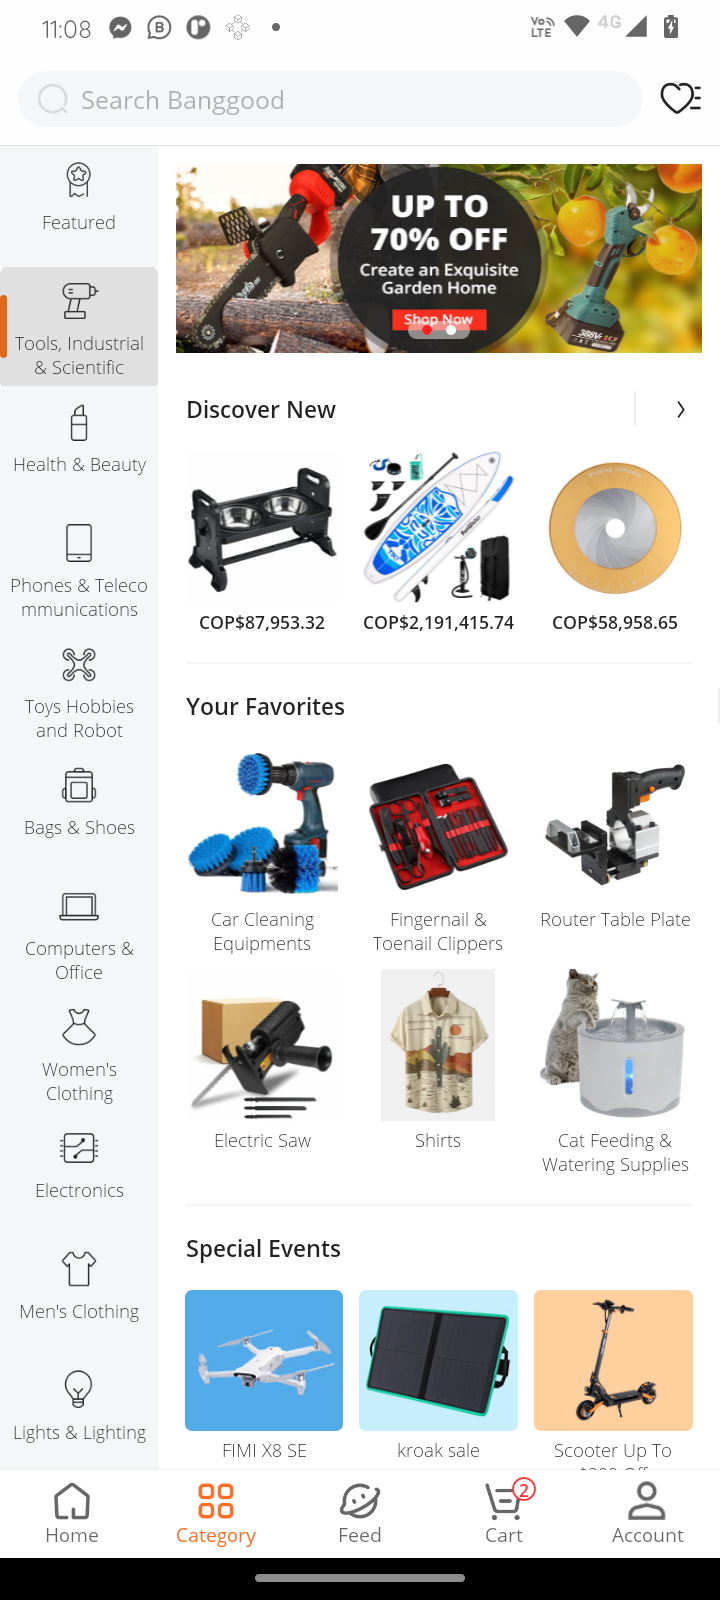 11:08
Vo LTE
4G
Search Banggood
Featured
Tools, Industrial
& Scientific
Health & Beauty
Phones & Teleco
mmunications
Toys Hobbies
and Robot
Bags & Shoes
Computers &
Office
Women's
Clothing
Electronics
Men's Clothing
Lights & Lighting
UP TO
70% OFF
Create an Exquisite
Garden Home
Shop Now
Discover New
COP$87,953.32
COP$2,191,415.74
COP$58,958.65
Your Favorites
Car Cleaning
Equipments
Fingernail &
Toenail Clippers
Router Table Plate
Electric Saw
Shirts
Cat Feeding &
Watering Supplies
Special Events
FIMI X8 SE
kroak sale
Scooter Up To
Home
Category
Feed
2
Cart
Account